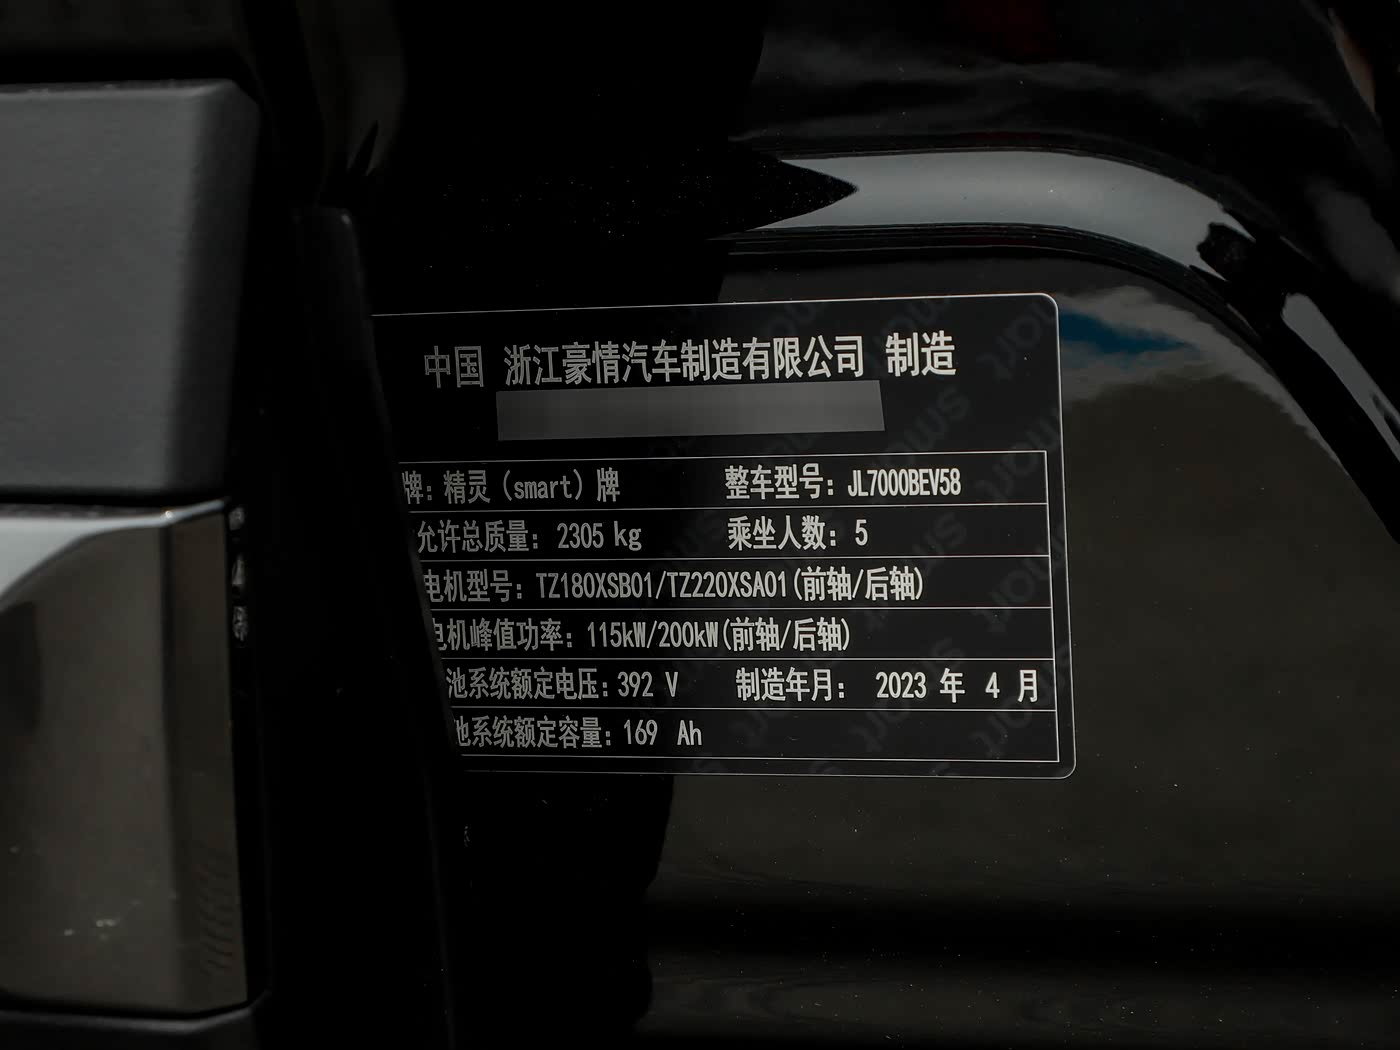 中国 浙江豪情汽车制造有限公司 制造
牌：精灵（smart）牌 整车型号：JL7000BEV58
允许总质量：2305 kg 乘坐人数：5
电机型号：TZ180XSB01/TZ220XSA01(前轴/后轴)
电机峰值功率：115kW/200kW(前轴/后轴)
池系统额定电压：392 V 制造年月：2023 年 4 月
池系统额定容量：169 Ah